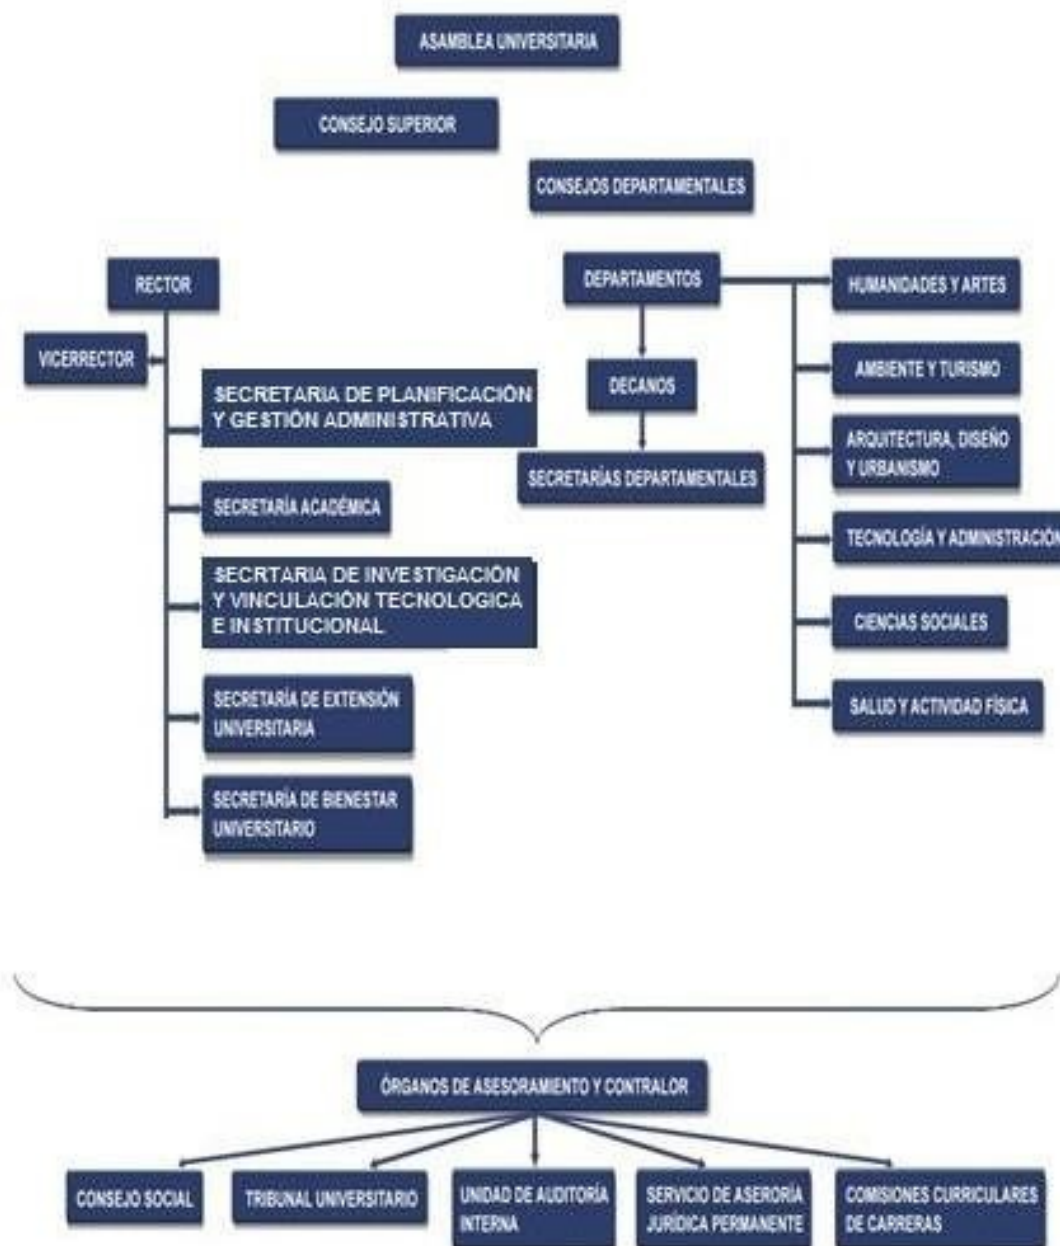 ASAMBLEA UNIVERSITARIA
CONSEJO SUPERIOR
CONSEJOS DEPARTAMENTALES
RECTOR
VICERRECTOR
SECRETARIA DE PLANIFICACIÓN
Y GESTIÓN ADMINISTRATIVA
SECRETARÍA ACADÉMICA
SECRTARIA DE INVESTIGACIÓN
Y VINCULACIÓN TECNOLOGICA
E INSTITUCIONAL
SECRETARÍA DE EXTENSIÓN
UNIVERSITARIA
SECRETARÍA DE BIENESTAR
UNIVERSITARIO
DEPARTAMENTOS
DECANOS
SECRETARÍAS DEPARTAMENTALES
HUMANIDADES Y ARTES
AMBIENTE Y TURISMO
ARQUITECTURA, DISEÑO
Y URBANISMO
TECNOLOGÍA Y ADMINISTRACIÓN
CIENCIAS SOCIALES
SALUD Y ACTIVIDAD FÍSICA
ÓRGANOS DE ASESORAMIENTO Y CONTRALOR
CONSEJO SOCIAL
TRIBUNAL UNIVERSITARIO
UNIDAD DE AUDITORÍA
INTERNA
SERVICIO DE ASERORÍA
JURÍDICA PERMANENTE
COMISIONES CURRICULARES
DE CARRERAS